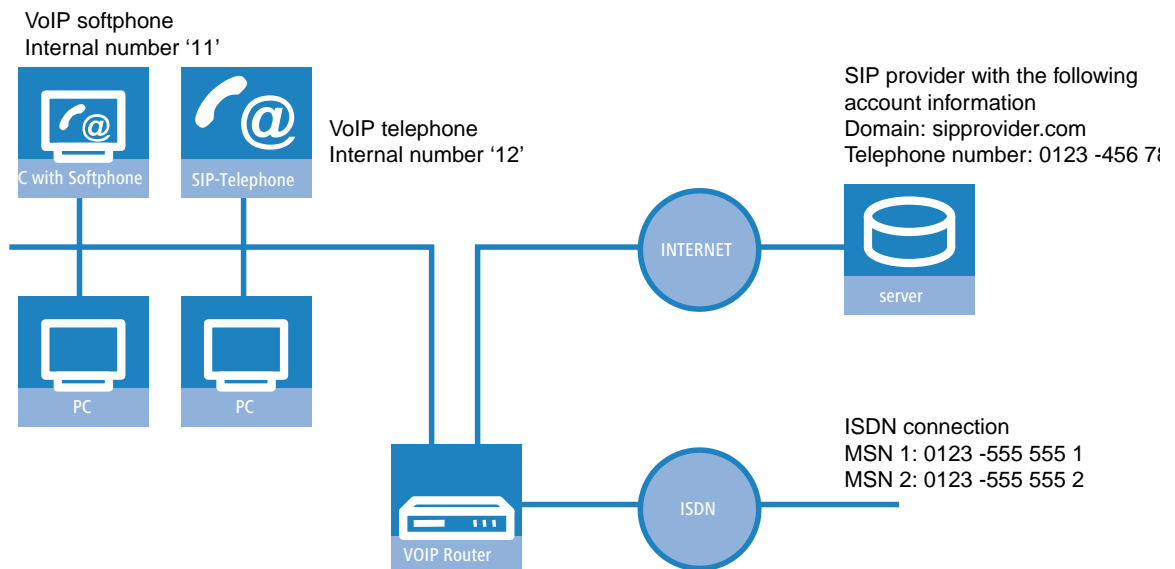 VoIP softphone
Internal number ‘11’
C with Softphone
SIP-Telephone
VoIP telephone
Internal number ‘12’
SIP provider with the following
account information
Domain: sipprovider.com
Telephone number: 0123 -456 78
INTERNET
server
PC
PC
ISDN connection
MSN 1: 0123 -555 555 1
MSN 2: 0123 -555 555 2
ISDN
VOIP Router